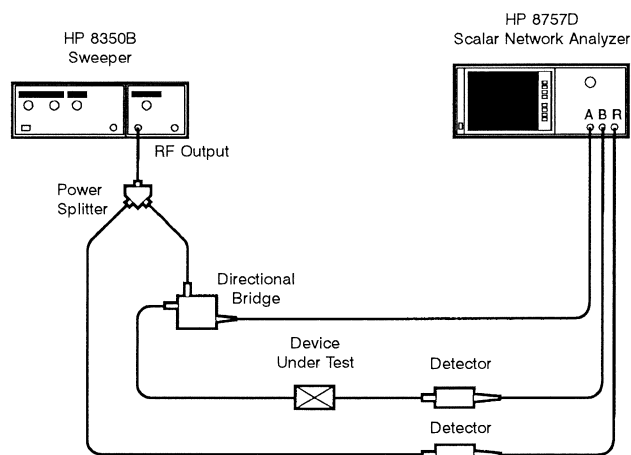 HP 8350B
Sweeper
HP 8757D
Scalar Network Analyzer
A B R
RF Output
Power
Splitter
Directional
Bridge
Device
Under Test
Detector
Detector